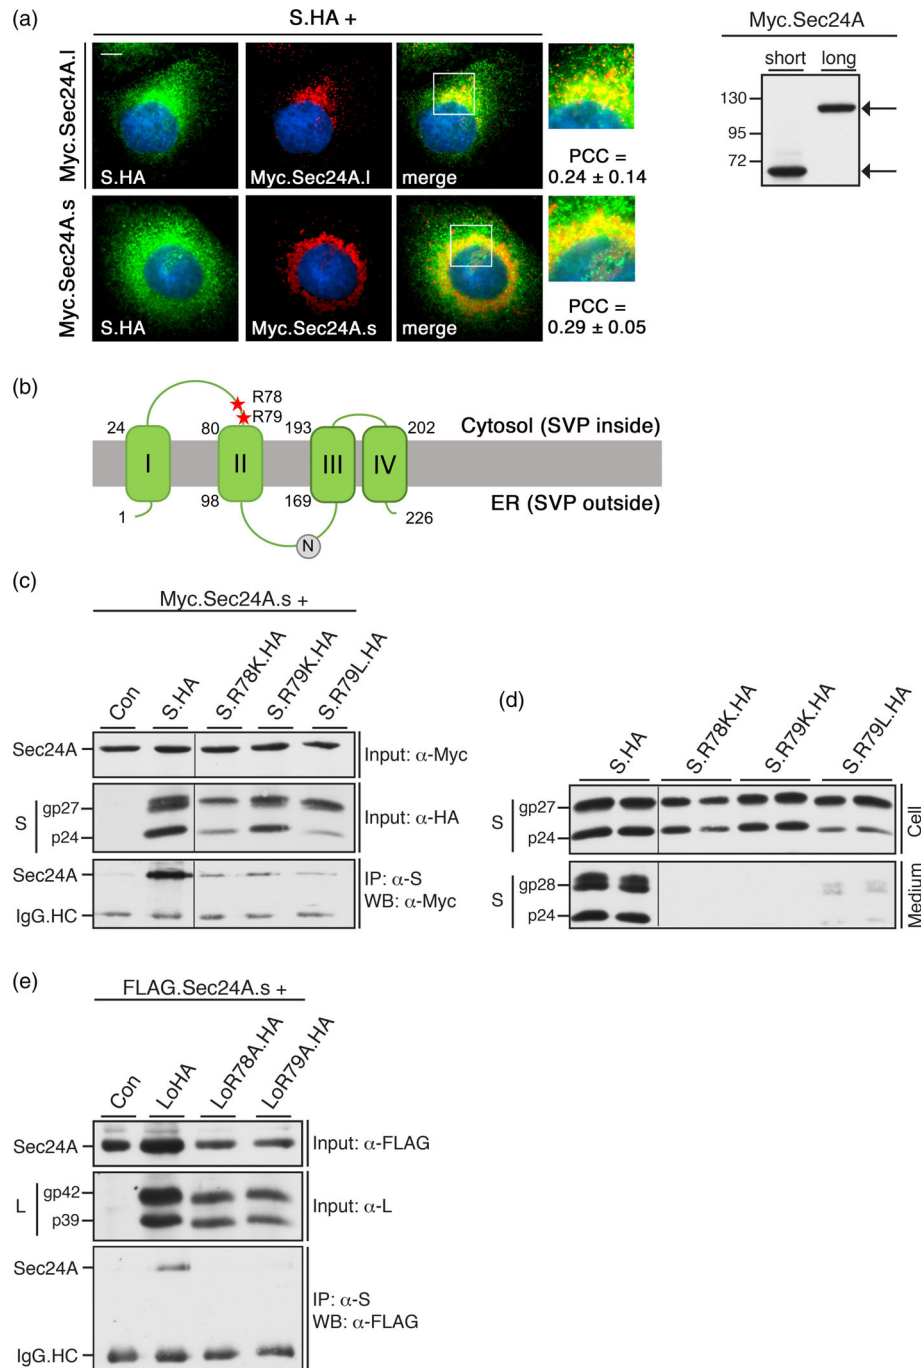 (a)
S.HA +
Myc.Sec24A.l
S.HA
Myc.Sec24A.l
merge
PCC =
0.24 ± 0.14
Myc.Sec24A.s
S.HA
Myc.Sec24A.s
merge
PCC =
0.29 ± 0.05
Myc.Sec24A
short long
130
95
72
(b)
R78
R79
24 80 193 202
Cytosol (SVP inside)
I II III IV
ER (SVP outside)
1 98 169 226
N
(c)
Myc.Sec24A.s +
Con S.HA S.R78K.HA S.R79K.HA S.R79L.HA
Sec24A
Input: α-Myc
S gp27
p24
Input: α-HA
Sec24A
IgG.HC
IP: α-S
WB: α-Myc
(d)
S.HA S.R78K.HA S.R79K.HA S.R79L.HA
S gp27
p24
Cell
S gp28
p24
Medium
(e)
FLAG.Sec24A.s +
Con LoHA LoR78A.HA LoR79A.HA
Sec24A
Input: α-FLAG
L gp42
p39
Input: α-L
Sec24A
IgG.HC
IP: α-S
WB: α-FLAG